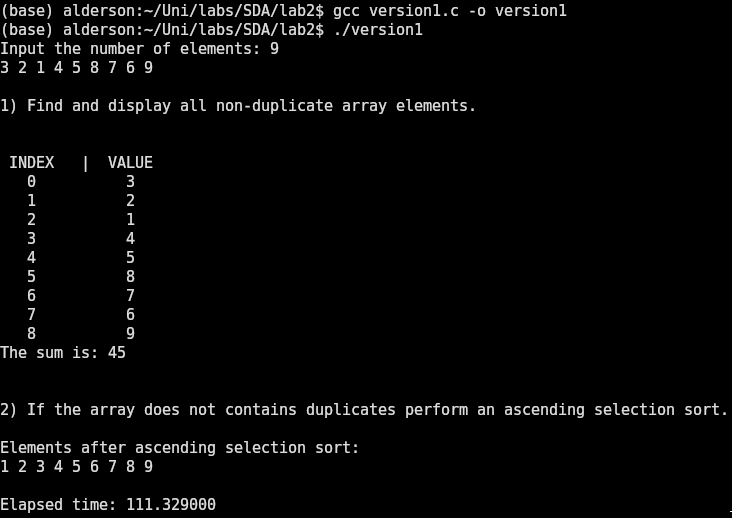 (base) alderson:~/Uni/labs/SDA/lab2$ gcc version1.c -o version1
(base) alderson:~/Uni/labs/SDA/lab2$ ./version1
Input the number of elements: 9
3 2 1 4 5 8 7 6 9
1) Find and display all non-duplicate array elements.
INDEX | VALUE
0 3
1 2
2 1
3 4
4 5
5 8
6 7
7 6
8 9
The sum is: 45
2) If the array does not contains duplicates perform an ascending selection sort.
Elements after ascending selection sort:
1 2 3 4 5 6 7 8 9
Elapsed time: 111.329000